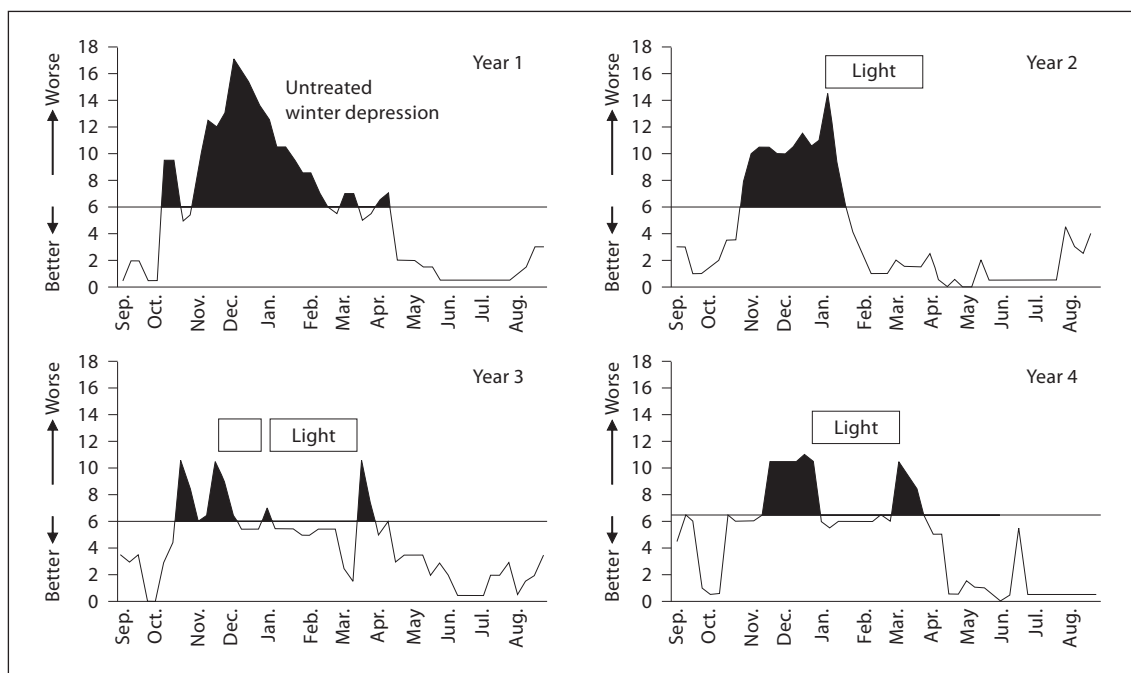 Year 1
Worse
Better
18
16
14
12
10
8
6
4
2
0
Untreated
winter depression
Sep.
Oct.
Nov.
Dec.
Jan.
Feb.
Mar.
Apr.
May
Jun.
Jul.
Aug.
Year 2
Worse
Better
18
16
14
12
10
8
6
4
2
0
Light
Sep.
Oct.
Nov.
Dec.
Jan.
Feb.
Mar.
Apr.
May
Jun.
Jul.
Aug.
Year 3
Worse
Better
18
16
14
12
10
8
6
4
2
0
Light
Sep.
Oct.
Nov.
Dec.
Jan.
Feb.
Mar.
Apr.
May
Jun.
Jul.
Aug.
Year 4
Worse
Better
18
16
14
12
10
8
6
4
2
0
Light
Sep.
Oct.
Nov.
Dec.
Jan.
Feb.
Mar.
Apr.
May
Jun.
Jul.
Aug.